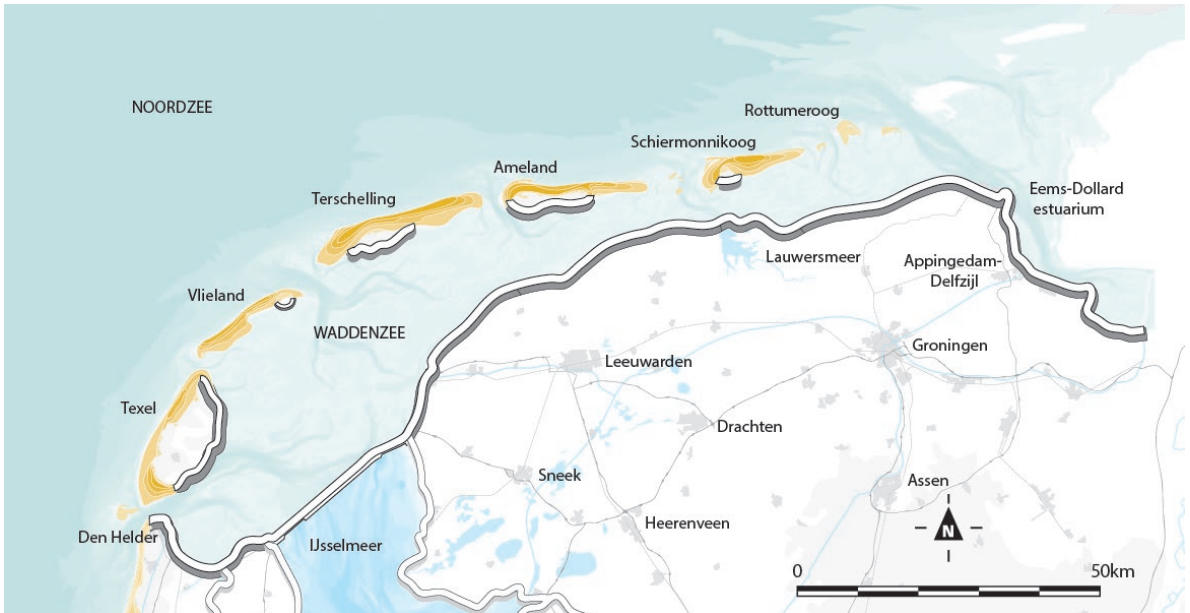 NOORDZEE
Rottumeroog
Schiermonnikoog
Ameland
Terschelling
Eems-Dollard
estuarium
Lauwersmeer
Appingedam-
Delfzijl
Vlieland
WADDENZEE
Groningen
Leeuwarden
Texel
Drachten
Sneek
Assen
Heerenveen
N
Den Helder
IJsselmeer
0
50km